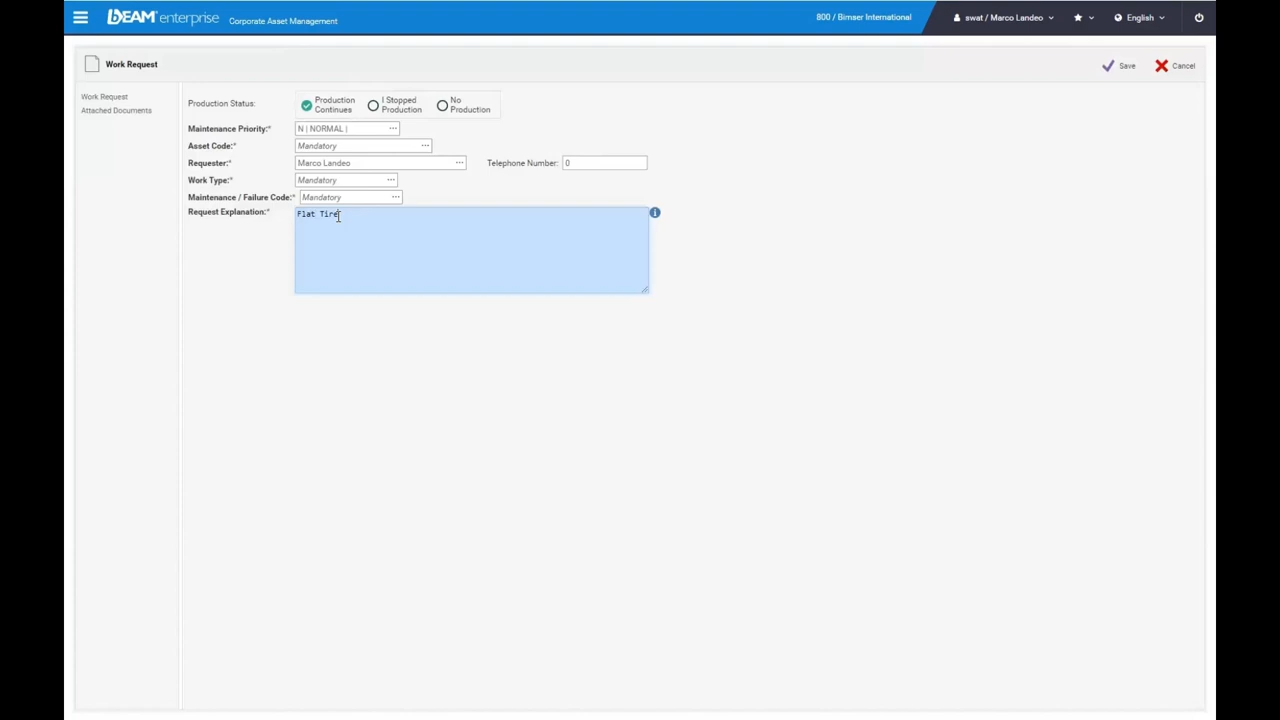 bEAM enterprise Corporate Asset Management 800 / Bimser International swat / Marco Landeo English
Work Request Save Cancel
Work Request
Attached Documents
Production Status: Production Continues I Stopped Production No Production
Maintenance Priority:* N | NORMAL |
Asset Code:* Mandatory
Requester:* Marco Landeo Telephone Number: 0
Work Type:* Mandatory
Maintenance / Failure Code:* Mandatory
Request Explanation:* Flat Tire